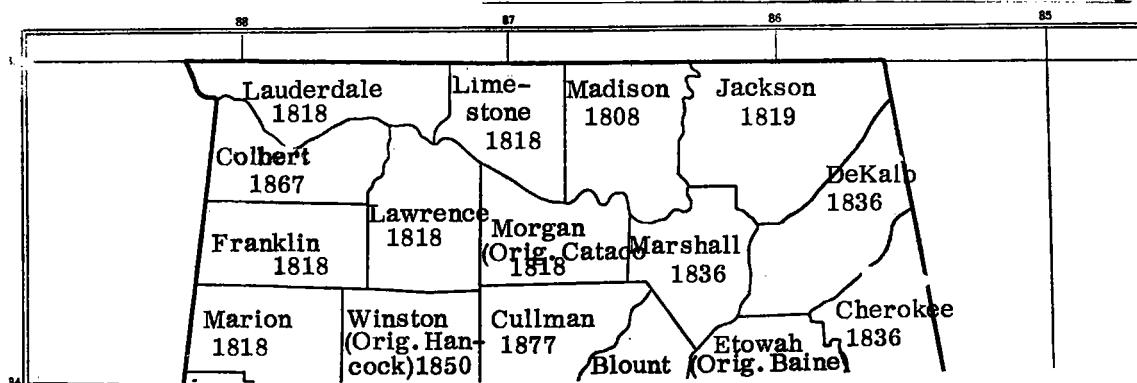 88 87 86 85
Lauderdale
1818
Lime-
stone
1818
Madison
1808
Jackson
1819
Colbert
1867
DeKalb
1836
Lawrence
1818
Franklin
1818
Morgan
(Orig. Cataco
1818
Marshall
1836
Marion
1818
Winston
(Orig. Han-
cock)1850
Cullman
1877
Blount
Etowah
(Orig. Baine)
Cherokee
1836